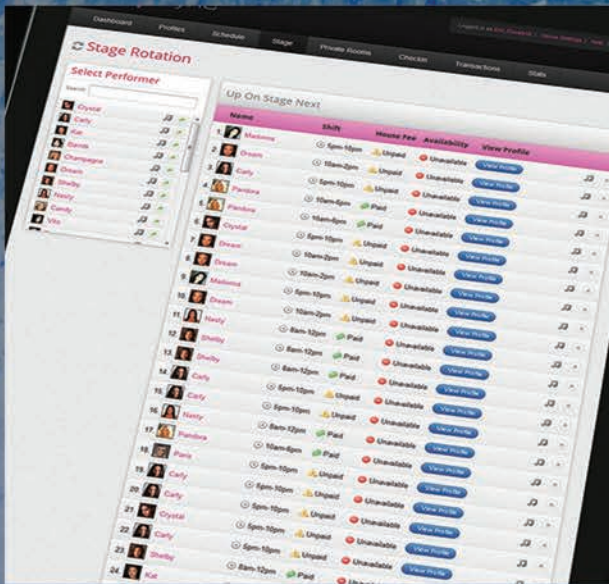 Dashboard Profiles Schedule Stage Private Rooms Checkin Transactions Stats
Stage Rotation
Select Performer
Search:
Crystal
Carly
Kat
Bambi
Champagne
Dream
Shelby
Nasty
Candy
Vito
Up On Stage Next
Name Shift House Fee Availability View Profile
1. Madonna 5pm-10pm Unpaid Unavailable View Profile
2. Dream 10am-2pm Unpaid Unavailable View Profile
3. Carly 5pm-10pm Unpaid Unavailable View Profile
4. Pandora 10am-6pm Paid Unavailable View Profile
5. Pandora 10am-6pm Paid Unavailable View Profile
6. Crystal 5pm-10pm Unpaid Unavailable View Profile
7. Dream 10am-2pm Unpaid Unavailable View Profile
8. Dream 10am-2pm Unpaid Unavailable View Profile
9. Madonna 5pm-10pm Unpaid Unavailable View Profile
10. Dream 10am-2pm Unpaid Unavailable View Profile
11. Nasty 8am-12pm Paid Unavailable View Profile
12. Shelby 8am-12pm Paid Unavailable View Profile
13. Shelby 8am-12pm Paid Unavailable View Profile
14. Carly 5pm-10pm Unpaid Unavailable View Profile
15. Carly 5pm-10pm Unpaid Unavailable View Profile
16. Nasty 8am-12pm Paid Unavailable View Profile
17. Pandora 10am-6pm Paid Unavailable View Profile
18. Paris 5pm-10pm Unpaid Unavailable View Profile
19. Carly 5pm-10pm Unpaid Unavailable View Profile
20. Carly 5pm-10pm Unpaid Unavailable View Profile
21. Crystal 5pm-10pm Unpaid Unavailable View Profile
22. Carly 5pm-10pm Unpaid Unavailable View Profile
23. Shelby 8am-12pm Paid Unavailable View Profile
24. Kat